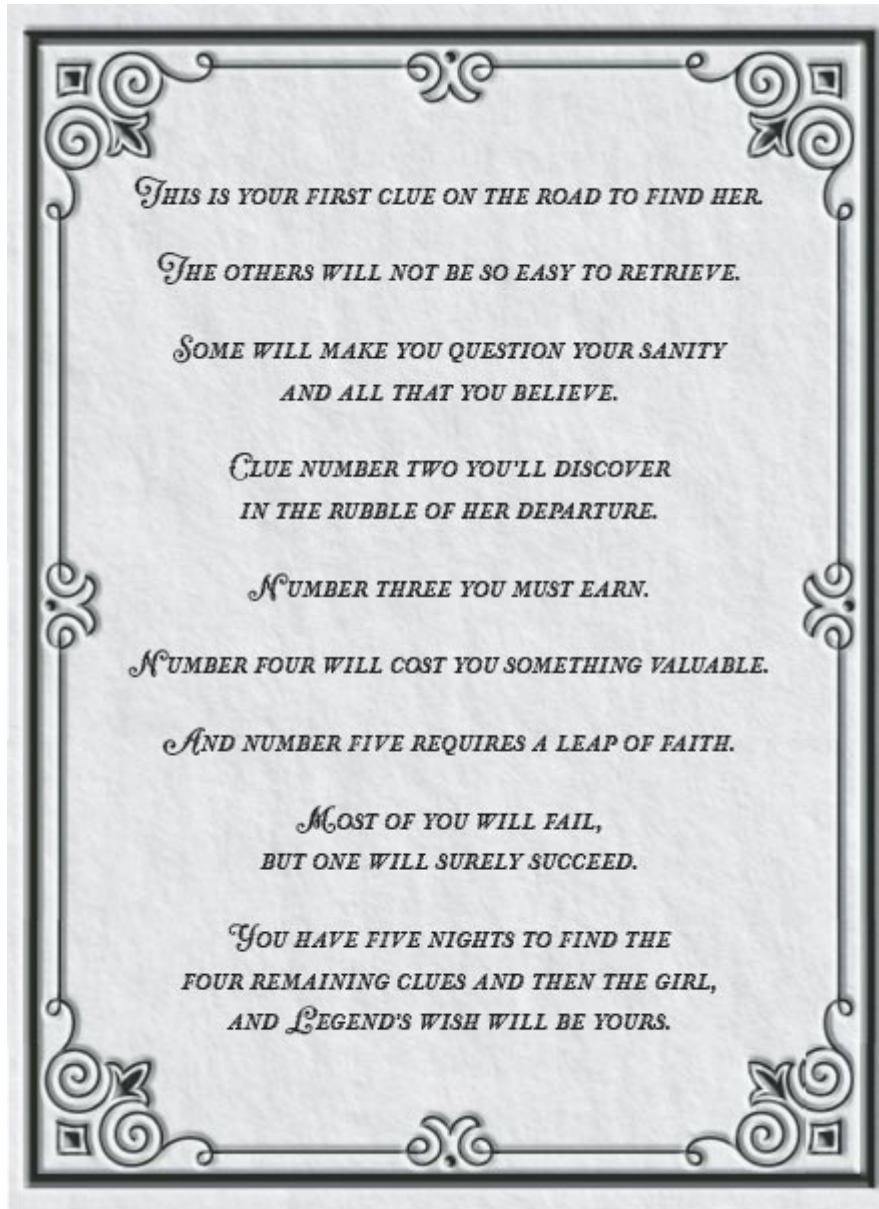 This is your first clue on the road to find her.
The others will not be so easy to retrieve.
Some will make you question your sanity
and all that you believe.
Clue number two you'll discover
in the rubble of her departure.
Number three you must earn.
Number four will cost you something valuable.
And number five requires a leap of faith.
Most of you will fail,
but one will surely succeed.
You have five nights to find the
four remaining clues and then the girl,
and Legend's wish will be yours.